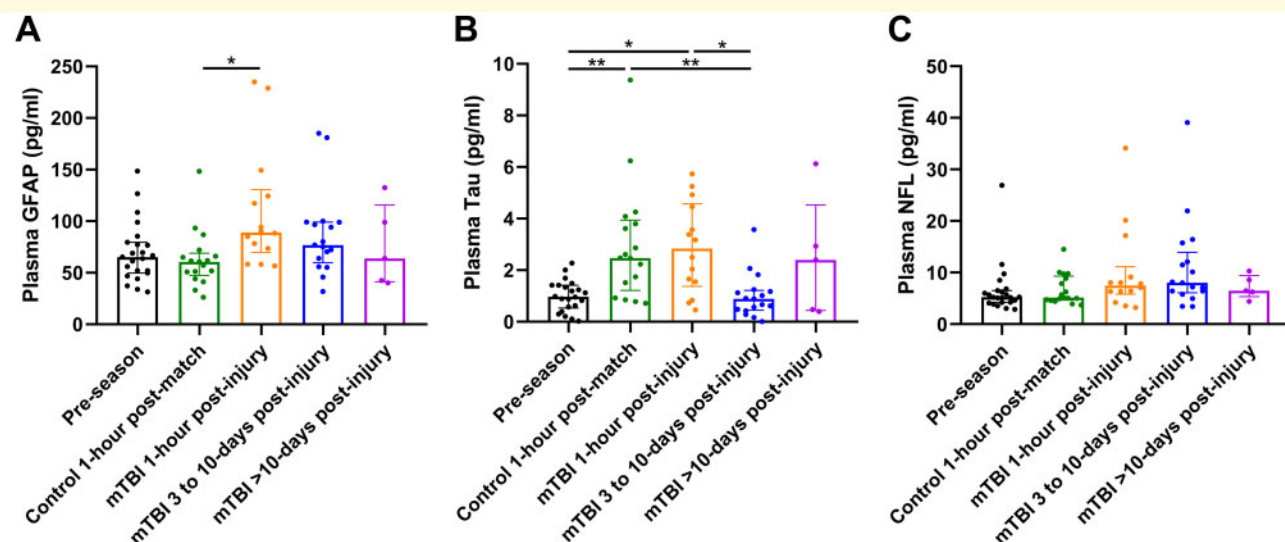 A
B
C
Plasma GFAP (pg/ml)
250
200
150
100
50
0
*
Pre-season
Control 1-hour post-match
mTBI 1-hour post-injury
mTBI 3 to 10-days post-injury
mTBI >10-days post-injury
Plasma Tau (pg/ml)
10
8
6
4
2
0
*
*
**
**
Pre-season
Control 1-hour post-match
mTBI 1-hour post-injury
mTBI 3 to 10-days post-injury
mTBI >10-days post-injury
Plasma NFL (pg/ml)
50
40
30
20
10
0
Pre-season
Control 1-hour post-match
mTBI 1-hour post-injury
mTBI 3 to 10-days post-injury
mTBI >10-days post-injury